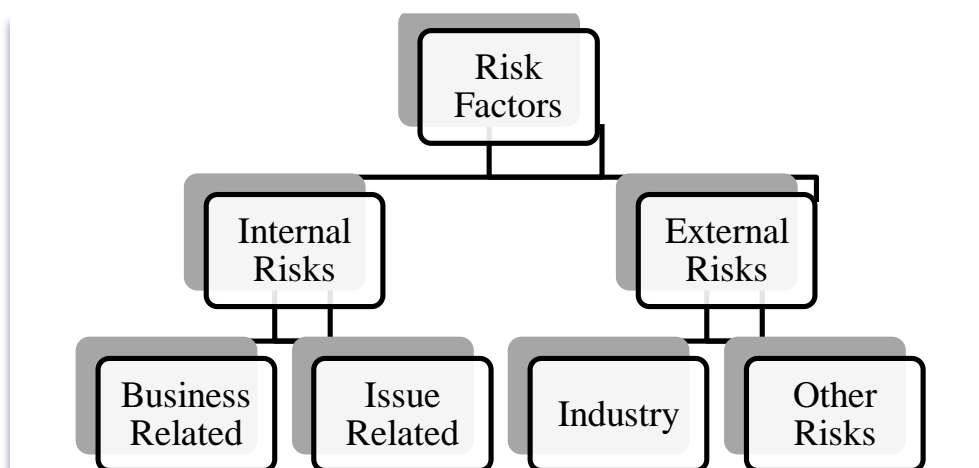 Risk
Factors
Internal
Risks
External
Risks
Business
Related
Issue
Related
Industry
Other
Risks